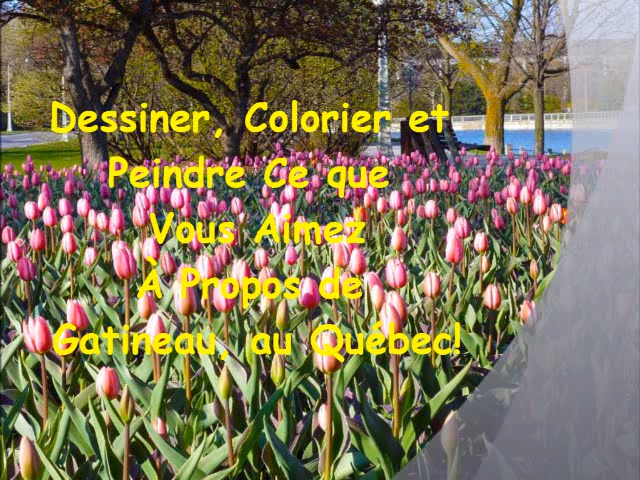 Dessiner, Colorier et
Peindre Ce que
Vous Aimez
À Propos de
Gatineau, au Québec!